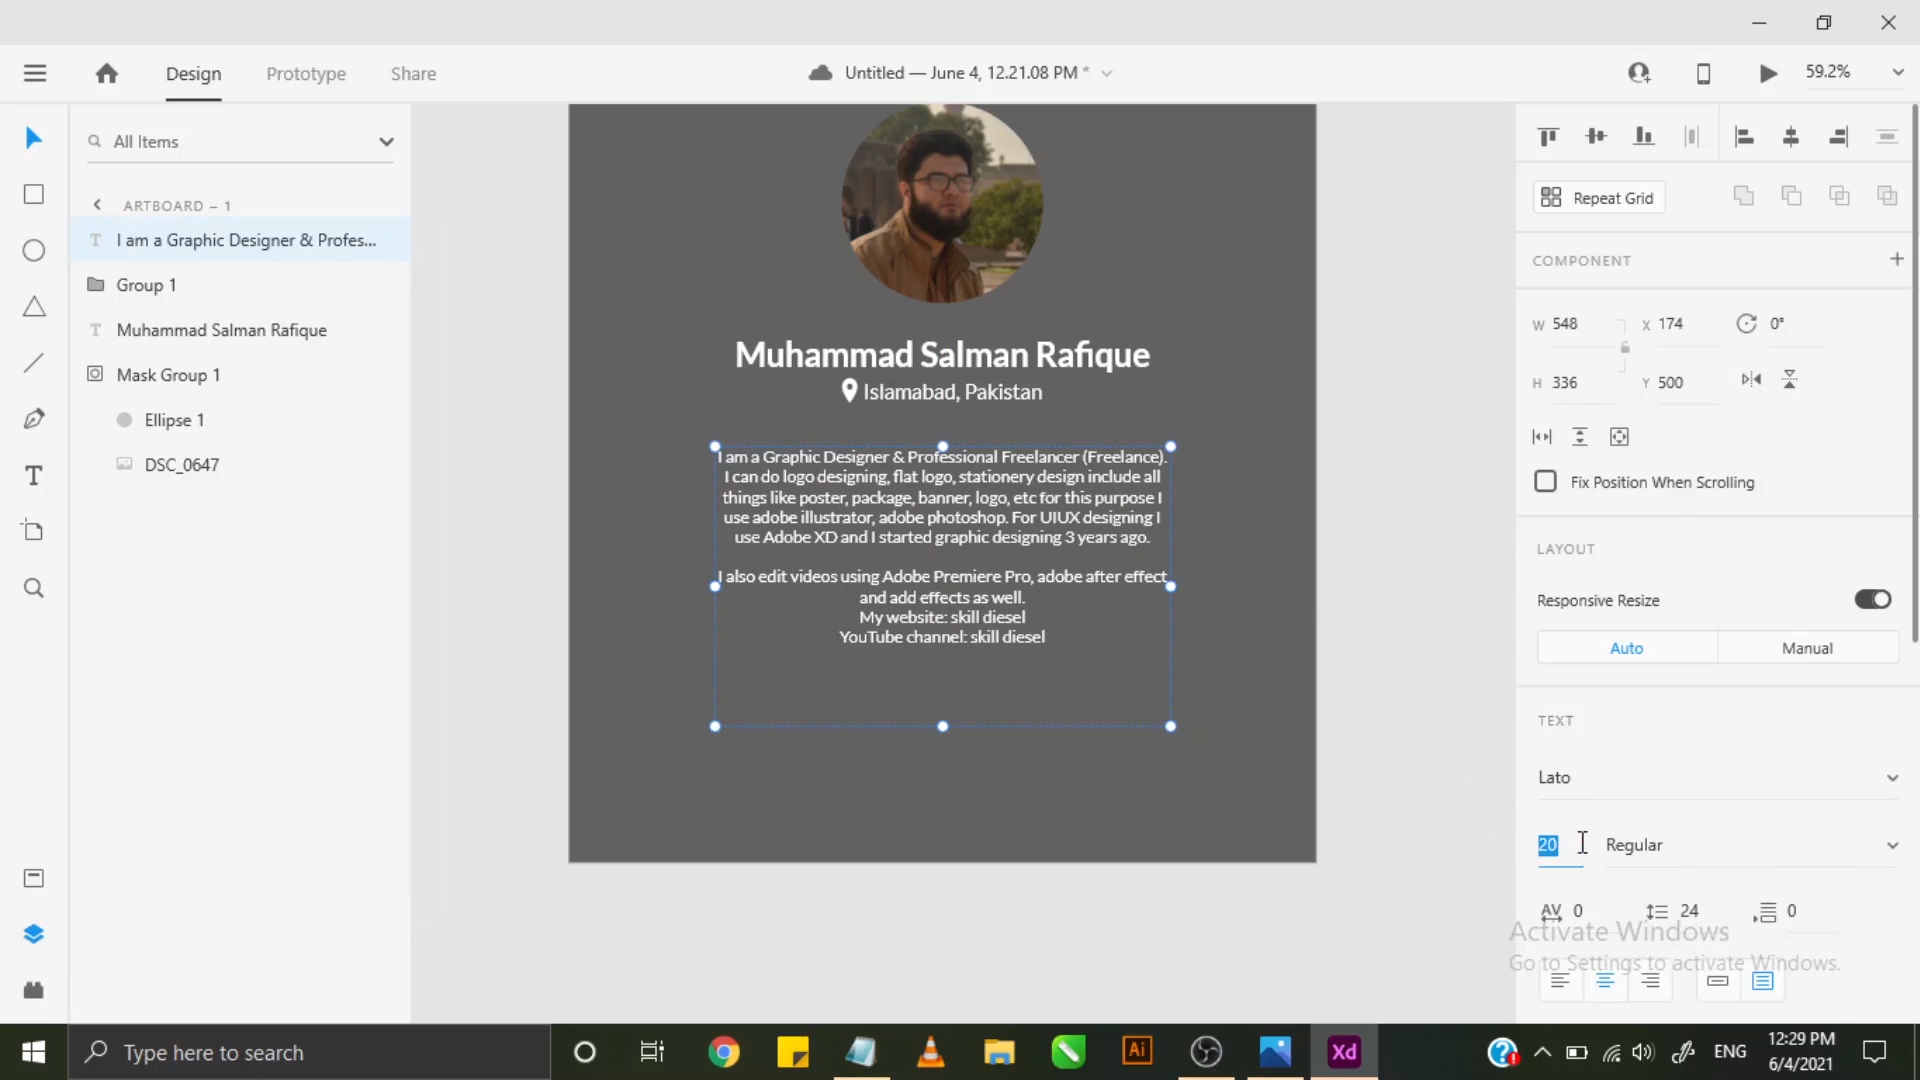 Design
Prototype
Share
Untitled — June 4, 12.21.08 PM *
59.2%
All Items
ARTBOARD – 1
T I am a Graphic Designer & Profes...
Group 1
T Muhammad Salman Rafique
Mask Group 1
Ellipse 1
DSC_0647
T
Muhammad Salman Rafique
Islamabad, Pakistan
I am a Graphic Designer & Professional Freelancer (Freelance).
I can do logo designing, flat logo, stationery design include all
things like poster, package, banner, logo, etc for this purpose I
use adobe illustrator, adobe photoshop. For UIUX designing I
use Adobe XD and I started graphic designing 3 years ago.
I also edit videos using Adobe Premiere Pro, adobe after effect
and add effects as well.
My website: skill diesel
YouTube channel: skill diesel
Repeat Grid
COMPONENT
W 548
X 174
0°
H 336
Y 500
Fix Position When Scrolling
LAYOUT
Responsive Resize
Auto
Manual
TEXT
Lato
20
Regular
AV 0
24
0
Activate Windows
Go to Settings to activate Windows.
Type here to search
Ai
Xd
ENG
12:29 PM
6/4/2021